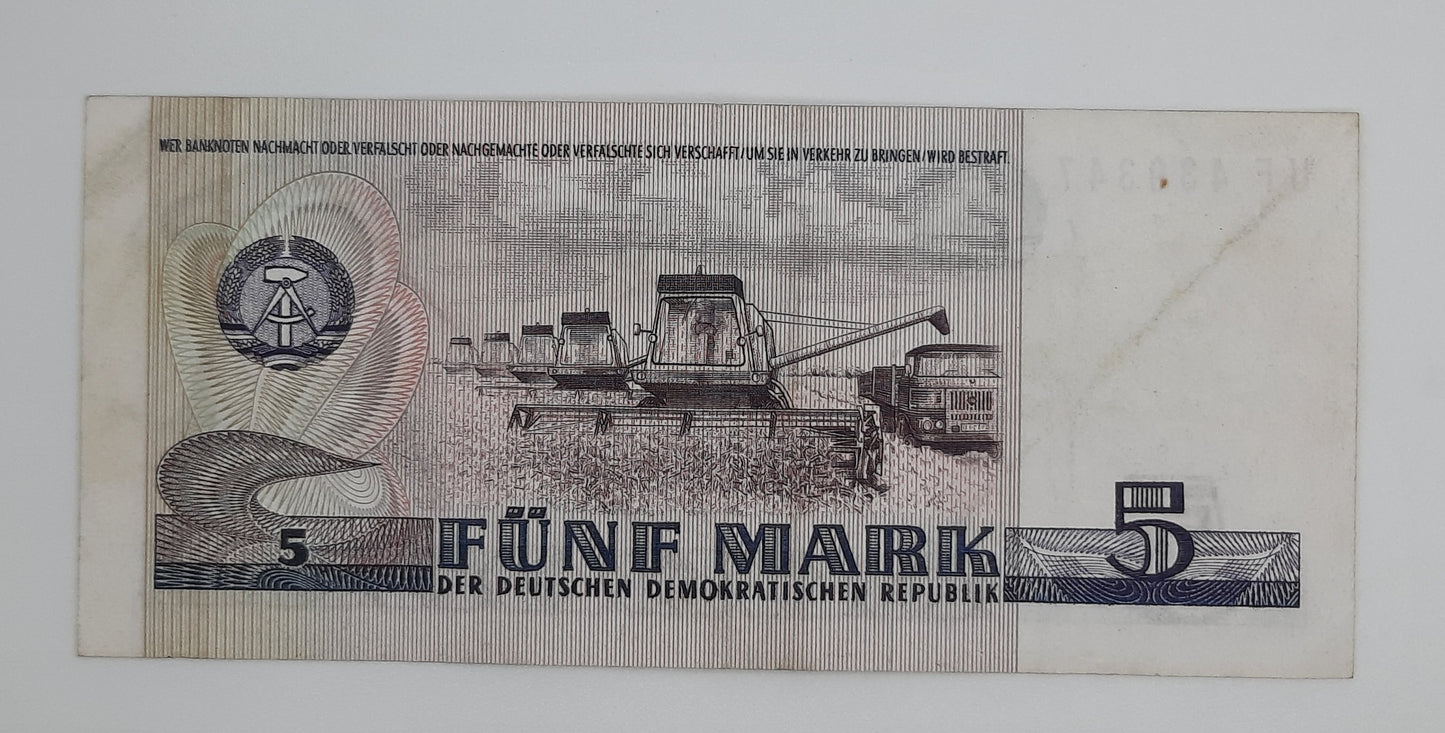 WER BANKNOTEN NACHMACHT ODER VERFÄLSCHT ODER NACHGEMACHTE ODER VERFÄLSCHTE SICH VERSCHAFFT/UM SIE IN VERKEHR ZU BRINGEN/WIRD BESTRAFT.
5
FÜNF MARK
DER DEUTSCHEN DEMOKRATISCHEN REPUBLIK
5